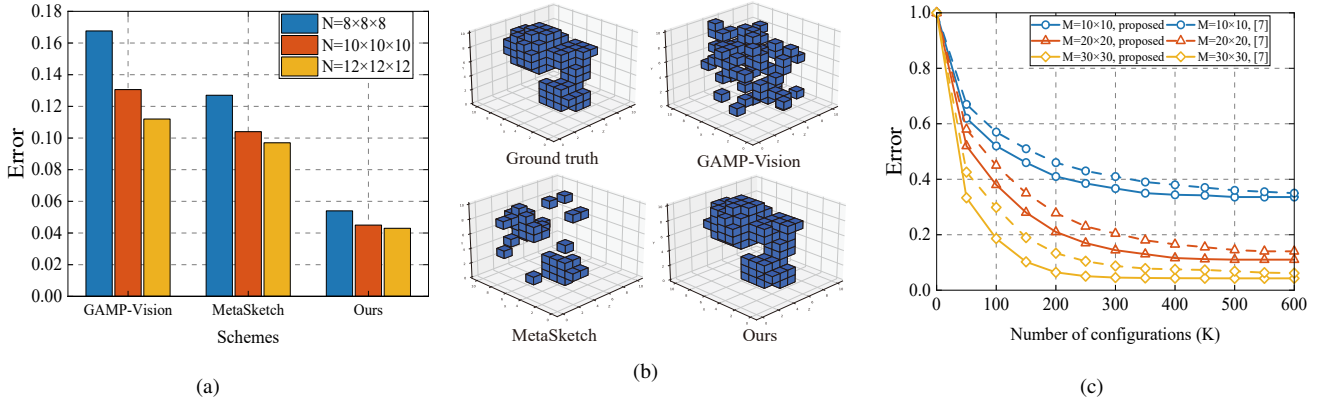 0.18
0.16
0.14
0.12
0.10
0.08
0.06
0.04
0.02
0.00
Error
N=8×8×8
N=10×10×10
N=12×12×12
GAMP-Vision
MetaSketch
Ours
Schemes
(a)
Ground truth
GAMP-Vision
MetaSketch
Ours
(b)
1.0
0.8
0.6
0.4
0.2
0.0
Error
M=10×10, proposed
M=20×20, proposed
M=30×30, proposed
M=10×10, [7]
M=20×20, [7]
M=30×30, [7]
0
100
200
300
400
500
600
Number of configurations (K)
(c)